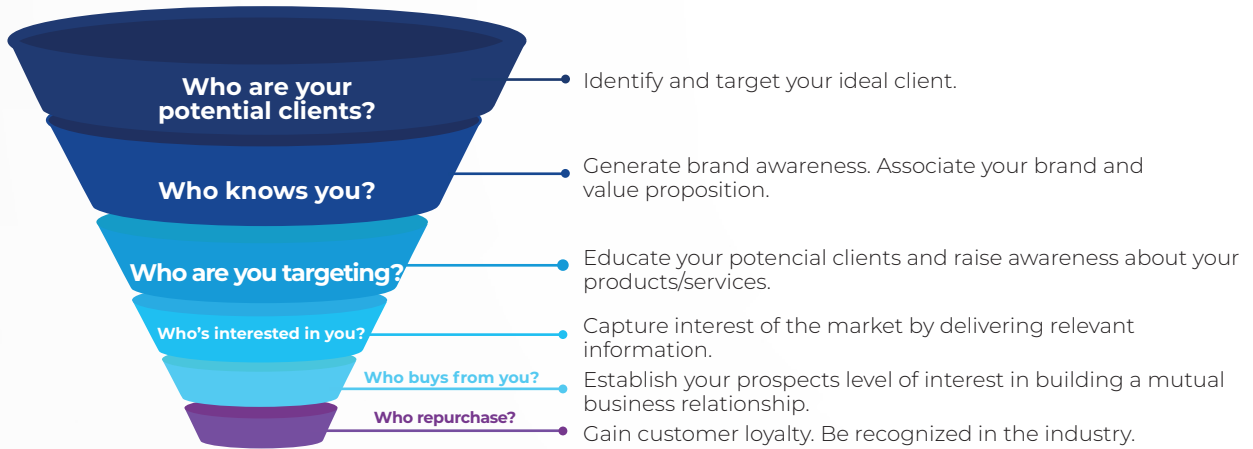 Who are your
potential clients?
Identify and target your ideal client.
Who knows you?
Generate brand awareness. Associate your brand and
value proposition.
Who are you targeting?
Educate your potencial clients and raise awareness about your
products/services.
Who's interested in you?
Capture interest of the market by delivering relevant
information.
Who buys from you?
Establish your prospects level of interest in building a mutual
business relationship.
Who repurchase?
Gain customer loyalty. Be recognized in the industry.